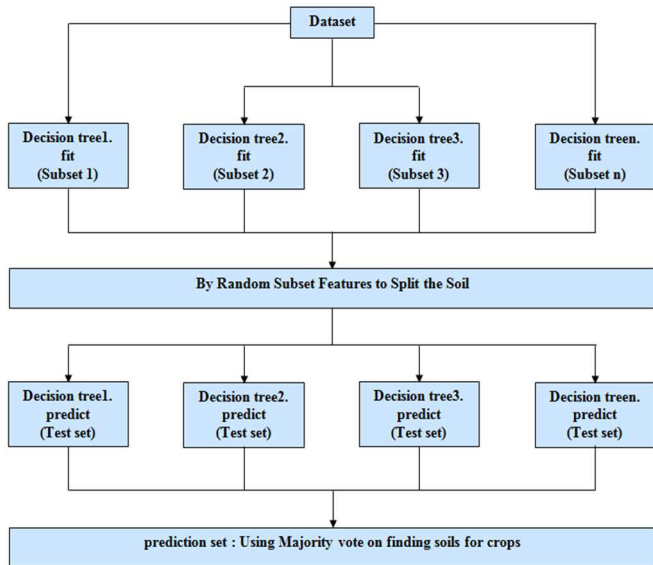 Dataset
Decision tree1.
fit
(Subset 1)
Decision tree2.
fit
(Subset 2)
Decision tree3.
fit
(Subset 3)
Decision treen.
fit
(Subset n)
By Random Subset Features to Split the Soil
Decision tree1.
predict
(Test set)
Decision tree2.
predict
(Test set)
Decision tree3.
predict
(Test set)
Decision treen.
predict
(Test set)
prediction set : Using Majority vote on finding soils for crops